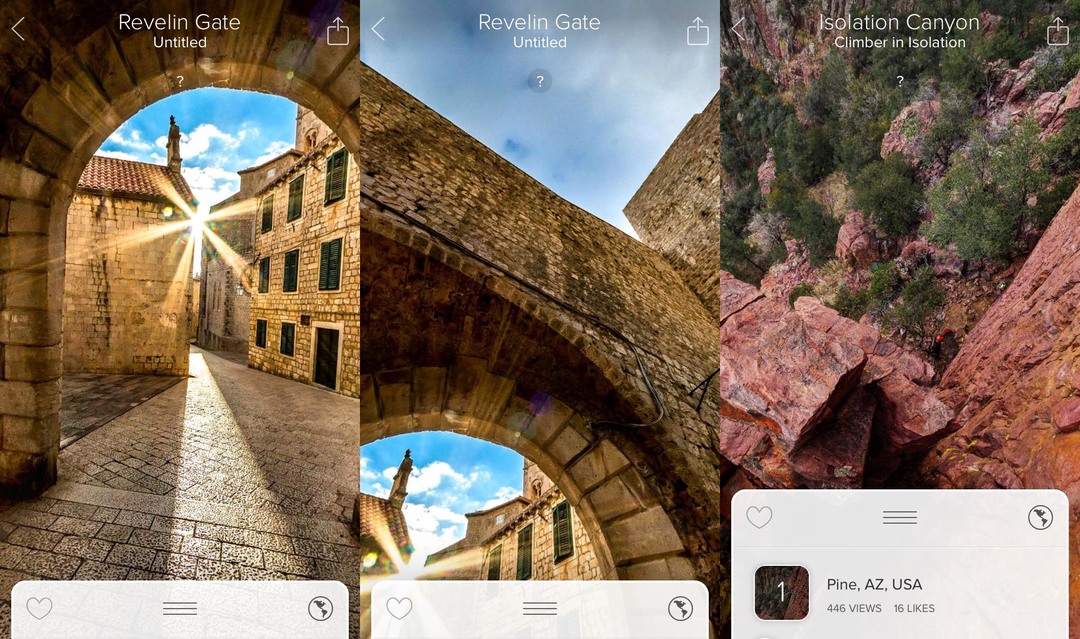 Revelin Gate
Untitled
?
Revelin Gate
Untitled
?
Isolation Canyon
Climber in Isolation
?
1
Pine, AZ, USA
446 VIEWS 16 LIKES